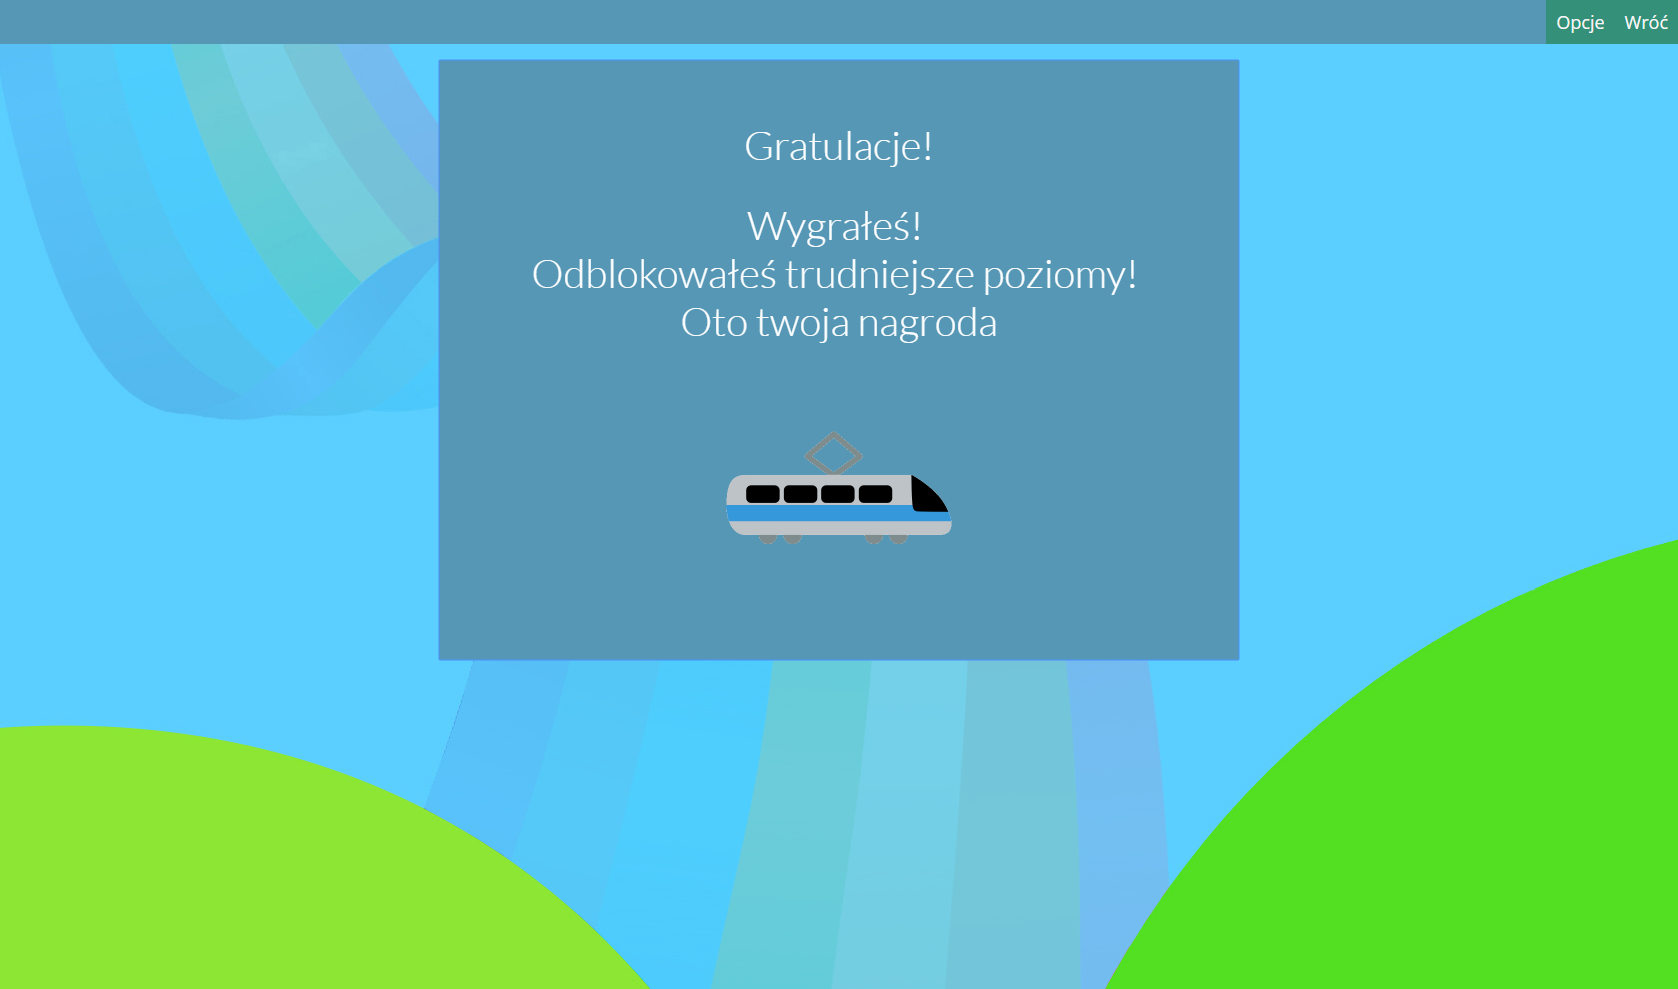 Opcje Wróć
Gratulacje!
Wygrałeś!
Odblokowałeś trudniejsze poziomy!
Oto twoja nagroda